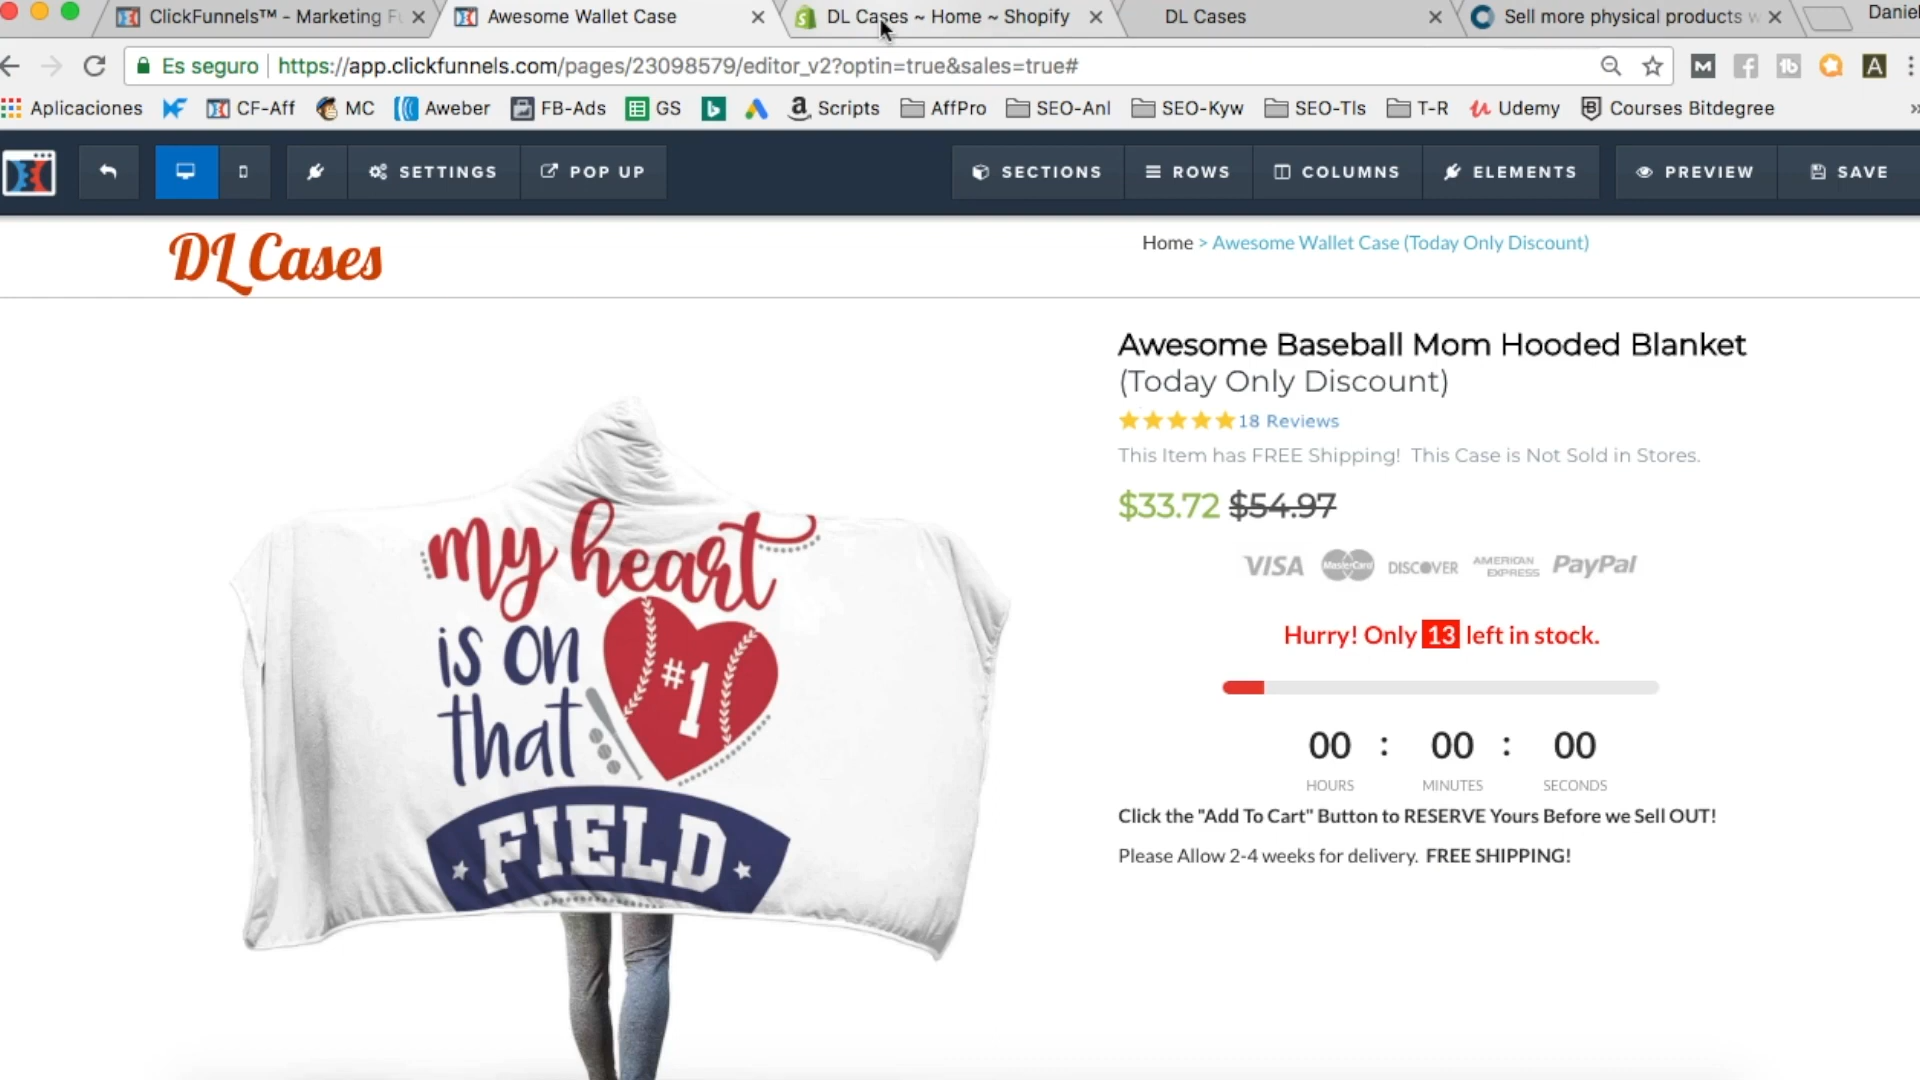 ClickFunnels™ - Marketing Fu
Awesome Wallet Case
DL Cases ~ Home ~ Shopify
DL Cases
Sell more physical products w
Daniel
Es seguro
https://app.clickfunnels.com/pages/23098579/editor_v2?optin=true&sales=true#
Aplicaciones
CF-Aff
MC
Aweber
FB-Ads
GS
Scripts
AffPro
SEO-Anl
SEO-Kyw
SEO-Tls
T-R
Udemy
Courses Bitdegree
SETTINGS
POP UP
SECTIONS
ROWS
COLUMNS
ELEMENTS
PREVIEW
SAVE
DL Cases
Home > Awesome Wallet Case (Today Only Discount)
Awesome Baseball Mom Hooded Blanket
(Today Only Discount)
18 Reviews
This Item has FREE Shipping! This Case is Not Sold in Stores.
$33.72 $54.97
VISA MasterCard DISCOVER AMERICAN EXPRESS PayPal
Hurry! Only 13 left in stock.
00 : 00 : 00
HOURS MINUTES SECONDS
Click the "Add To Cart" Button to RESERVE Yours Before we Sell OUT!
Please Allow 2-4 weeks for delivery. FREE SHIPPING!
my heart
is on
that
#1
FIELD